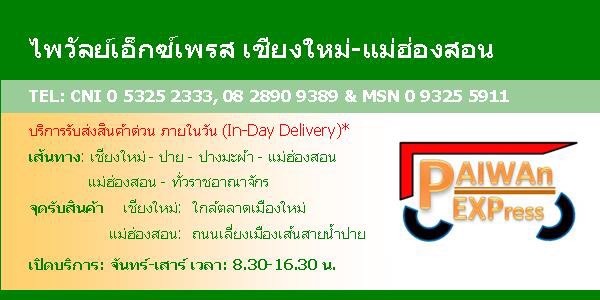 ไพวัลย์เอ็กซ์เพรส เชียงใหม่-แม่ฮ่องสอน
TEL: CNI 0 5325 2333, 08 2890 9389 & MSN 0 9325 5911
บริการรับส่งสินค้าด่วน ภายในวัน (In-Day Delivery)*
เส้นทาง: เชียงใหม่ - ปาย - ปางมะผ้า - แม่ฮ่องสอน
แม่ฮ่องสอน - ทั่วราชอาณาจักร
จุดรับสินค้า เชียงใหม่: ใกล้ตลาดเมืองใหม่
แม่ฮ่องสอน: ถนนเลี่ยงเมืองเส้นสายน้ำปาย
เปิดบริการ: จันทร์-เสาร์ เวลา: 8.30-16.30 น.
PAIWAn
EXPress